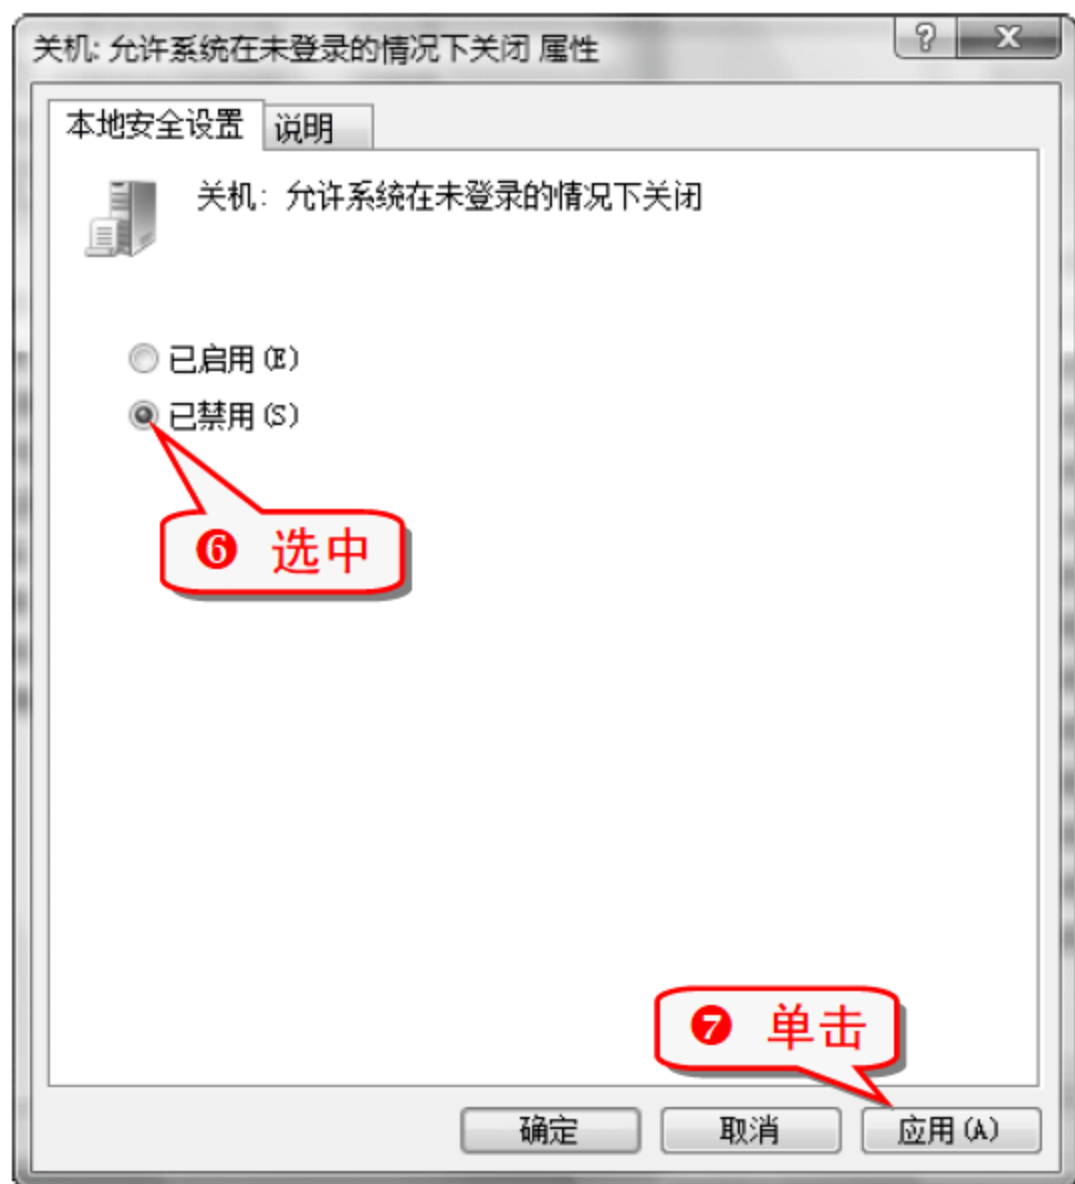 关机: 允许系统在未登录的情况下关闭 属性
本地安全设置 说明
关机: 允许系统在未登录的情况下关闭
已启用(E)
已禁用(S)
❻ 选中
❼ 单击
确定 取消 应用(A)